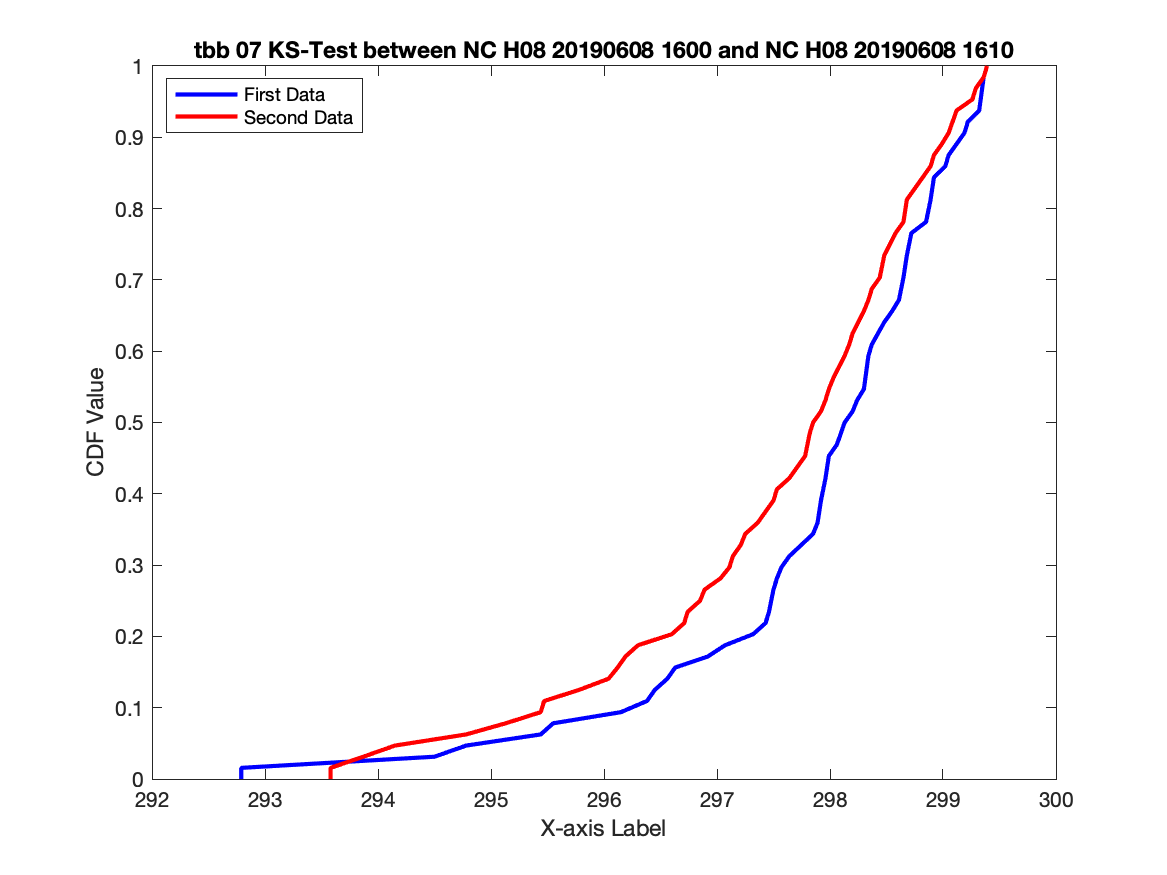 tbb 07 KS-Test between NC H08 20190608 1600 and NC H08 20190608 1610
First Data
Second Data
1
0.9
0.8
0.7
0.6
0.5
0.4
0.3
0.2
0.1
0
CDF Value
292 293 294 295 296 297 298 299 300
X-axis Label